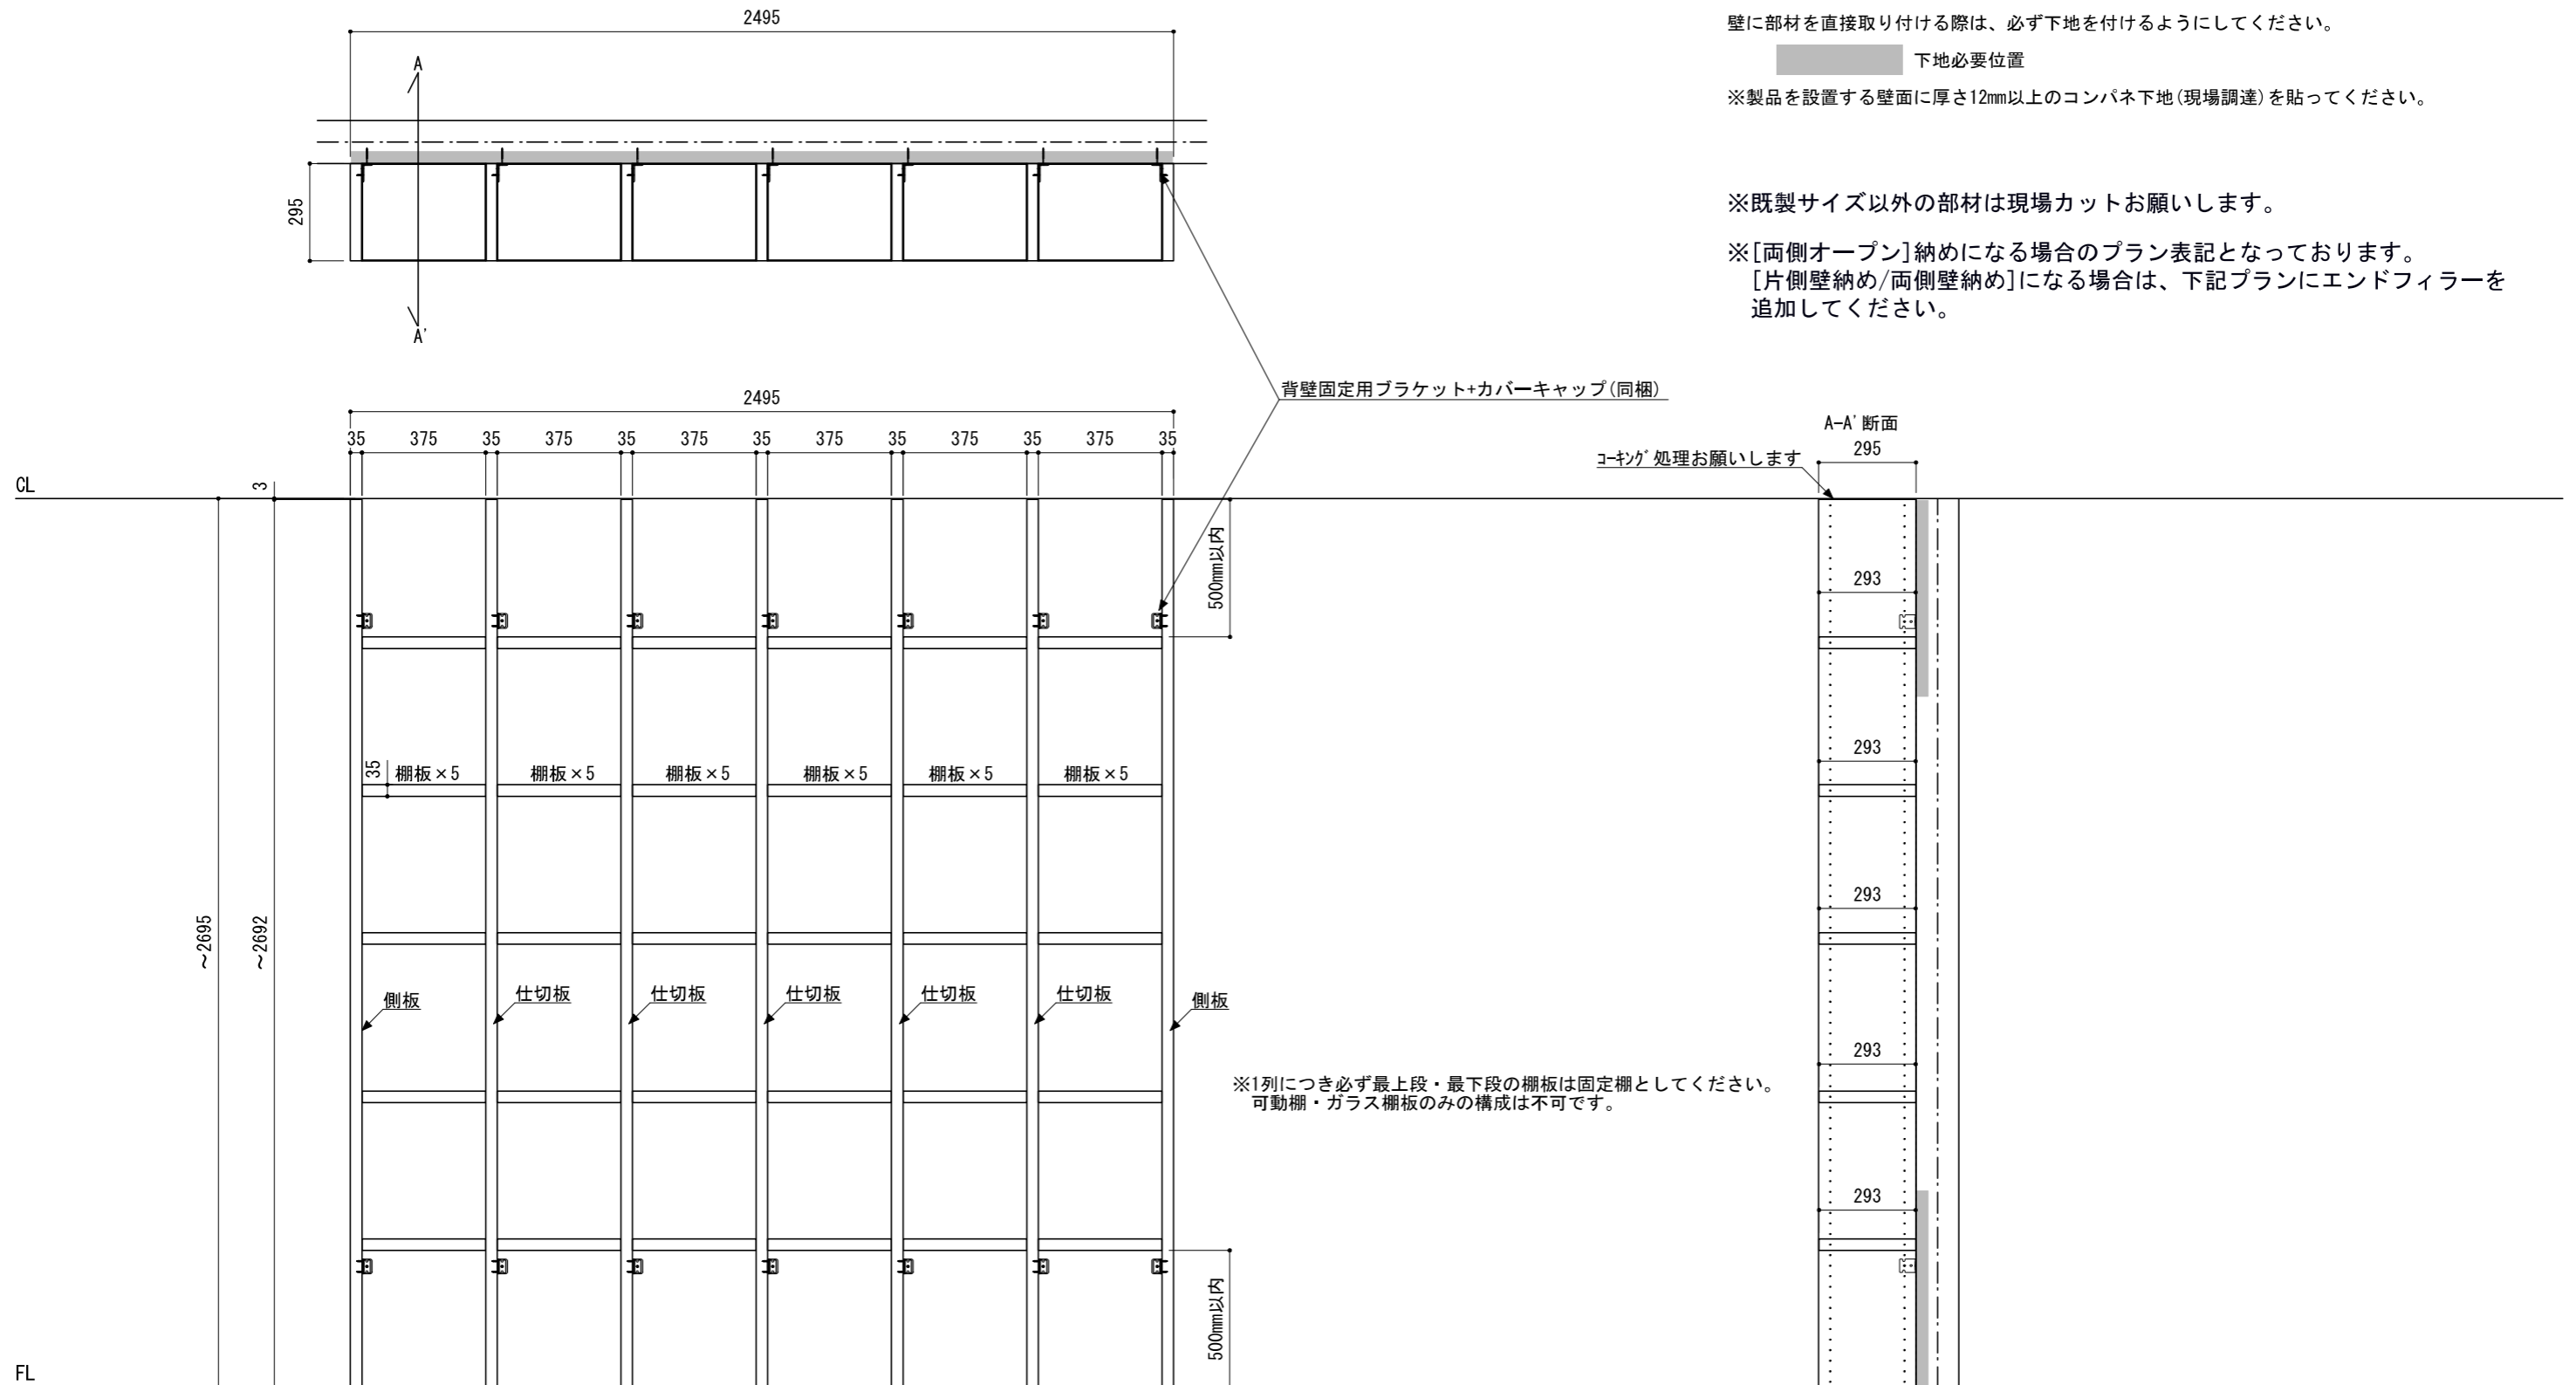 2495
壁に部材を直接取り付ける際は、必ず下地を付けるようにしてください。
下地必要位置
※製品を設置する壁面に厚さ12mm以上のコンパネ下地(現場調達)を貼ってください。
A
295
A'
※既製サイズ以外の部材は現場カットお願いします。
※[両側オープン]納めになる場合のプラン表記となっております。
[片側壁納め/両側壁納め]になる場合は、下記プランにエンドフィラーを
追加してください。
背壁固定用ブラケット+カバーキャップ(同梱)
2495
35 375 35 375 35 375 35 375 35 375 35 375 35
A-A'断面
295
ｺｰｷﾝｸﾞ処理お願いします
CL
3
500mm以内
293
293
35
棚板×5 棚板×5 棚板×5 棚板×5 棚板×5 棚板×5
293
～2695
～2692
側板 仕切板 仕切板 仕切板 仕切板 仕切板 側板
293
※1列につき必ず最上段・最下段の棚板は固定棚としてください。
可動棚・ガラス棚板のみの構成は不可です。
293
500mm以内
FL